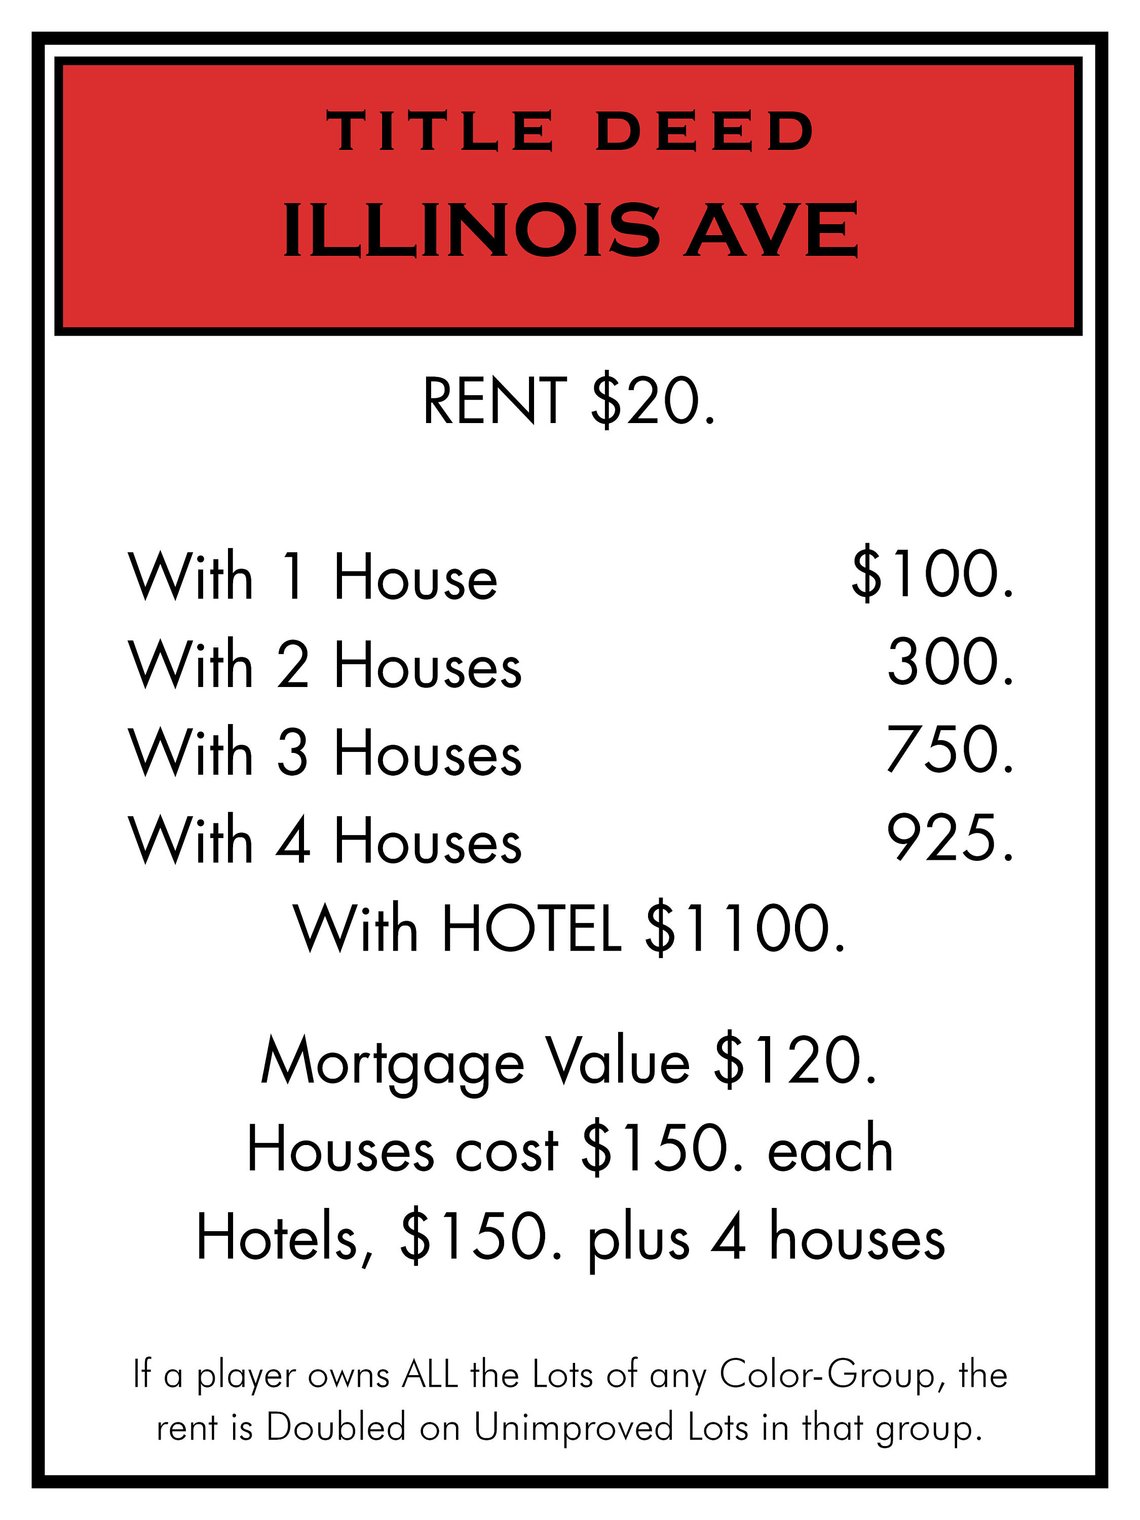 TITLE DEED
ILLINOIS AVE
RENT $20.
With 1 House $100.
With 2 Houses 300.
With 3 Houses 750.
With 4 Houses 925.
With HOTEL $1100.
Mortgage Value $120.
Houses cost $150. each
Hotels, $150. plus 4 houses
If a player owns ALL the Lots of any Color-Group, the
rent is Doubled on Unimproved Lots in that group.